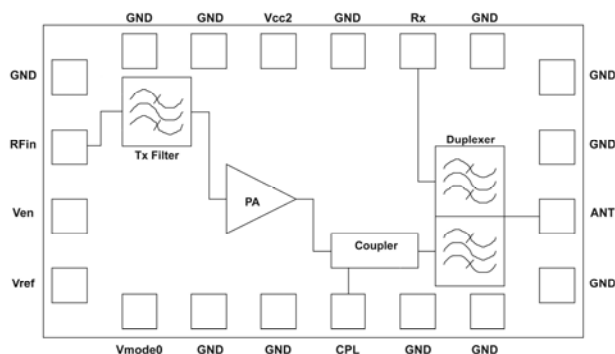 GND GND Vcc2 GND Rx GND
GND GND
RFin Tx Filter Duplexer GND
Ven PA ANT
Coupler
Vref GND
Vmode0 GND GND CPL GND GND